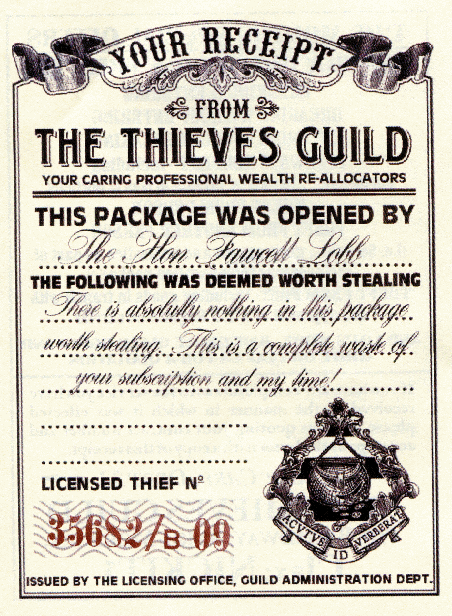 YOUR RECEIPT
FROM
THE THIEVES GUILD
YOUR CARING PROFESSIONAL WEALTH RE-ALLOCATORS
THIS PACKAGE WAS OPENED BY
The Hon Fawcett Lobb
THE FOLLOWING WAS DEEMED WORTH STEALING
There is absolutly nothing in this package
worth stealing. This is a complete waste of
your subscription and my time!
LICENSED THIEF Nº
35682/B 09
ACVTVS ID VERBERAT
ISSUED BY THE LICENSING OFFICE, GUILD ADMINISTRATION DEPT.